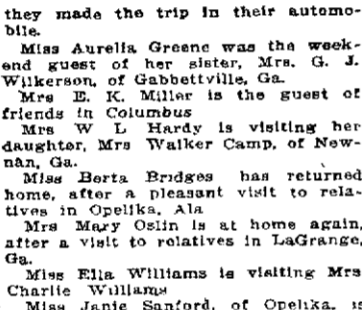 they made the trip in their automo-
bile.
Miss Aurelia Greene was the week-
end guest of her sister, Mrs. G. J.
Wilkerson, of Gabbettville, Ga.
Mrs E. K. Miller is the guest of
friends in Columbus
Mrs W L Hardy is visiting her
daughter, Mrs Walker Camp, of New-
nan, Ga.
Miss Berta Bridges has returned
home, after a pleasant visit to rela-
tives in Opelika, Ala
Mrs Mary Oslin is at home again,
after a visit to relatives in LaGrange,
Ga.
Miss Ella Williams is visiting Mrs
Charlie Williams
Miss Janie Sanford, of Opelika, is